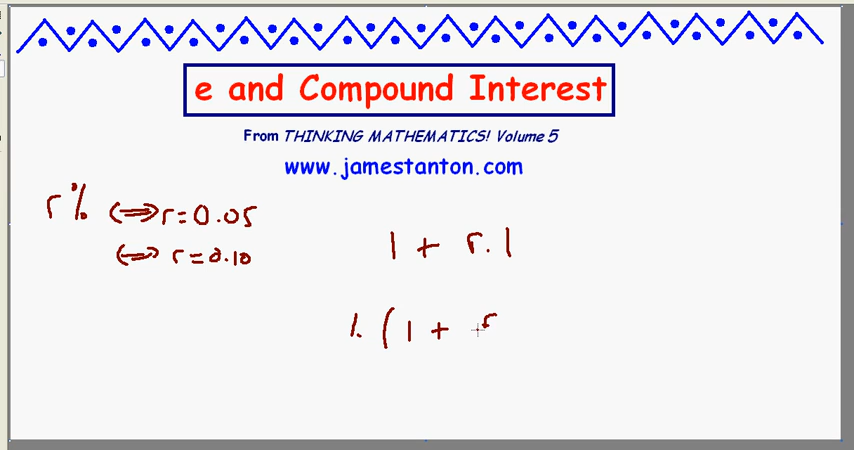 e and Compound Interest
From THINKING MATHEMATICS! Volume 5
www.jamestanton.com
r% ⟺ r=0.05
⟺ r=0.10
1 + r.1
1.(1 + r